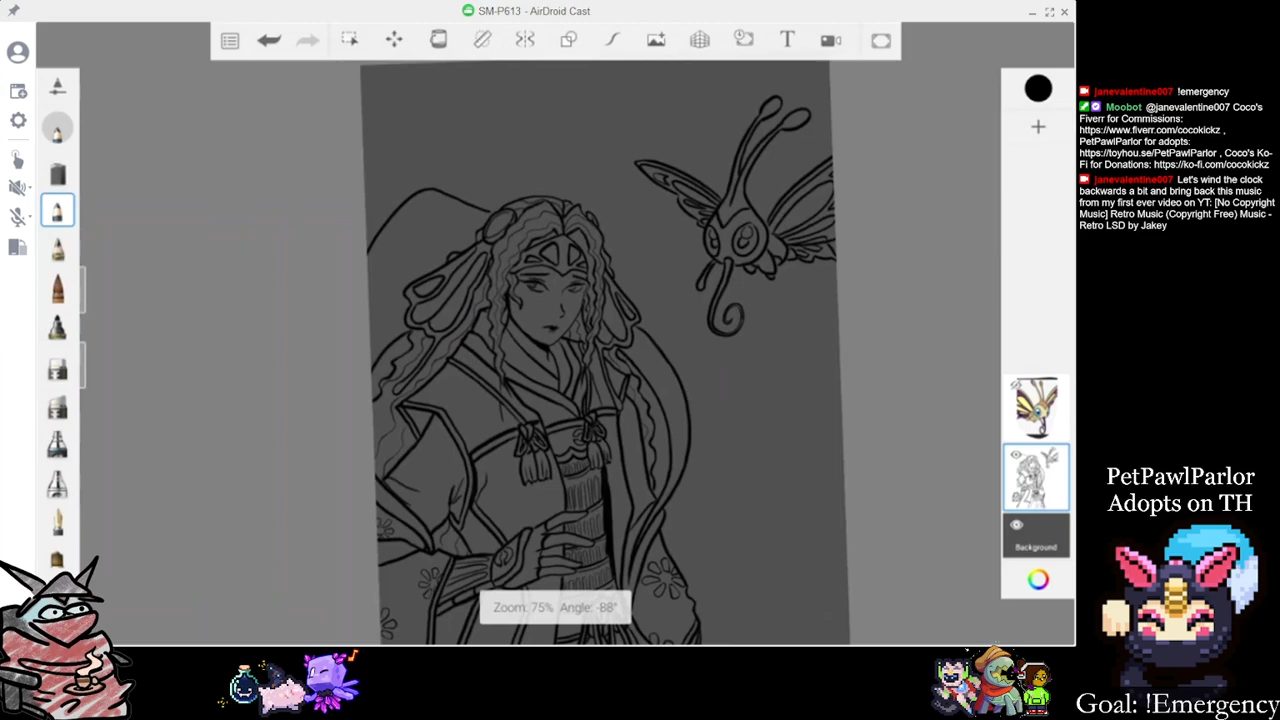 SM-P613 - AirDroid Cast
T
janevalentine007 !emergency
Moobot @janevalentine007 Coco's
Fiverr for Commissions:
https://www.fiverr.com/cocokickz ,
PetPawlParlor for adopts:
https://toyhou.se/PetPawlParlor , Coco's Ko-
Fi for Donations: https://ko-fi.com/cocokickz
janevalentine007 Let's wind the clock
backwards a bit and bring back this music
from my first ever video on YT: [No Copyright
Music] Retro Music (Copyright Free) Music -
Retro LSD by Jakey
Background
Zoom: 75% Angle: -88°
PetPawlParlor
Adopts on TH
Goal: !Emergency